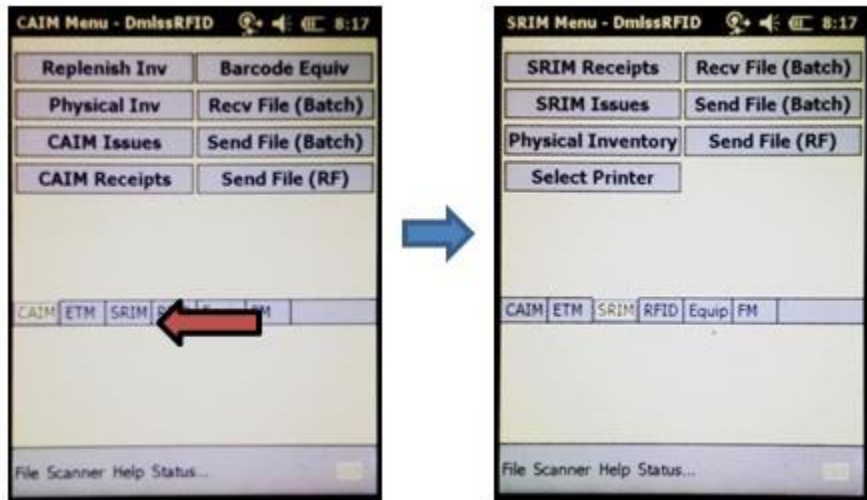 CAIM Menu - DmlssRFID 8:17
Replenish Inv Barcode Equiv
Physical Inv Recv File (Batch)
CAIM Issues Send File (Batch)
CAIM Receipts Send File (RF)
CAIM ETM SRIM
File Scanner Help Status...
SRIM Menu - DmlssRFID 8:17
SRIM Receipts Recv File (Batch)
SRIM Issues Send File (Batch)
Physical Inventory Send File (RF)
Select Printer
CAIM ETM SRIM RFID Equip FM
File Scanner Help Status...